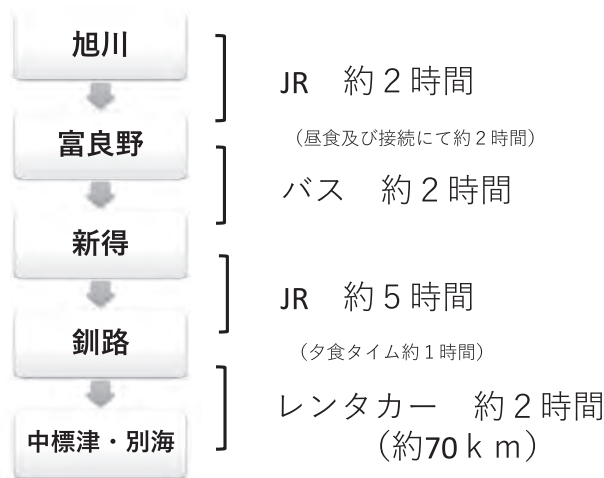 旭川
JR　約２時間
（昼食及び接続にて約２時間）
富良野
バス　約２時間
新得
JR　約５時間
釧路
（夕食タイム約１時間）
レンタカー　約２時間
（約70ｋｍ）
中標津・別海